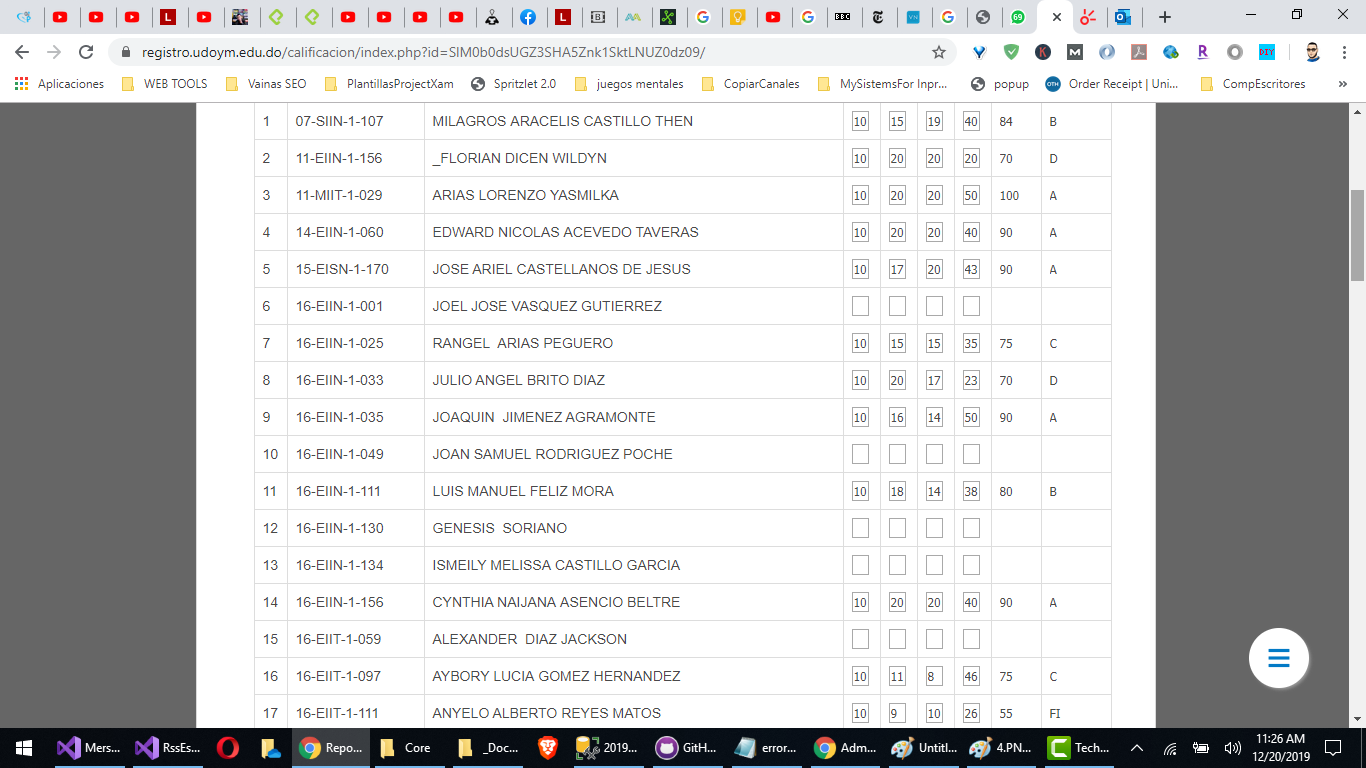 69
registro.udoym.edu.do/calificacion/index.php?id=SlM0b0dsUGZ3SHA5Znk1SktLNUZ0dz09/
Aplicaciones WEB TOOLS Vainas SEO PlantillasProjectXam Spritzlet 2.0 juegos mentales CopiarCanales MySistemsFor Inpr... popup Order Receipt | Uni... CompEscritores »
1 07-SIIN-1-107 MILAGROS ARACELIS CASTILLO THEN 10 15 19 40 84 B
2 11-EIIN-1-156 _FLORIAN DICEN WILDYN 10 20 20 20 70 D
3 11-MIIT-1-029 ARIAS LORENZO YASMILKA 10 20 20 50 100 A
4 14-EIIN-1-060 EDWARD NICOLAS ACEVEDO TAVERAS 10 20 20 40 90 A
5 15-EISN-1-170 JOSE ARIEL CASTELLANOS DE JESUS 10 17 20 43 90 A
6 16-EIIN-1-001 JOEL JOSE VASQUEZ GUTIERREZ
7 16-EIIN-1-025 RANGEL ARIAS PEGUERO 10 15 15 35 75 C
8 16-EIIN-1-033 JULIO ANGEL BRITO DIAZ 10 20 17 23 70 D
9 16-EIIN-1-035 JOAQUIN JIMENEZ AGRAMONTE 10 16 14 50 90 A
10 16-EIIN-1-049 JOAN SAMUEL RODRIGUEZ POCHE
11 16-EIIN-1-111 LUIS MANUEL FELIZ MORA 10 18 14 38 80 B
12 16-EIIN-1-130 GENESIS SORIANO
13 16-EIIN-1-134 ISMEILY MELISSA CASTILLO GARCIA
14 16-EIIN-1-156 CYNTHIA NAIJANA ASENCIO BELTRE 10 20 20 40 90 A
15 16-EIIT-1-059 ALEXANDER DIAZ JACKSON
16 16-EIIT-1-097 AYBORY LUCIA GOMEZ HERNANDEZ 10 11 8 46 75 C
17 16-EIIT-1-111 ANYELO ALBERTO REYES MATOS 10 9 10 26 55 FI
Mers... RssEs... Repo... Core _Doc... 2019... GitH... error... Adm... Untitl... 4.PN... Tech... 11:26 AM
12/20/2019